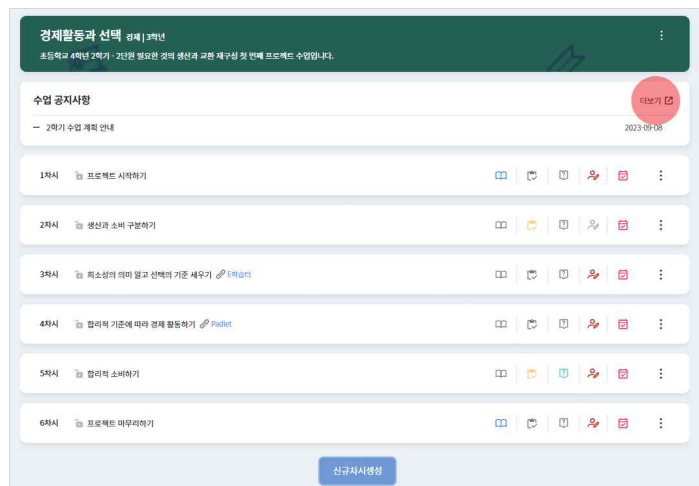 경제활동과 선택 경제 | 3학년
초등학교 4학년 2학기 - 2단원 필요한 것의 생산과 교환 재구성 첫 번째 프로젝트 수업입니다.
수업 공지사항 더보기
2학기 수업 계획 안내 2023-09-08
1차시 프로젝트 시작하기
2차시 생산과 소비 구분하기
3차시 희소성의 의미 알고 선택의 기준 세우기 E학습터
4차시 합리적 기준에 따라 경제 활동하기 Padlet
5차시 합리적 소비하기
6차시 프로젝트 마무리하기
신규차시생성